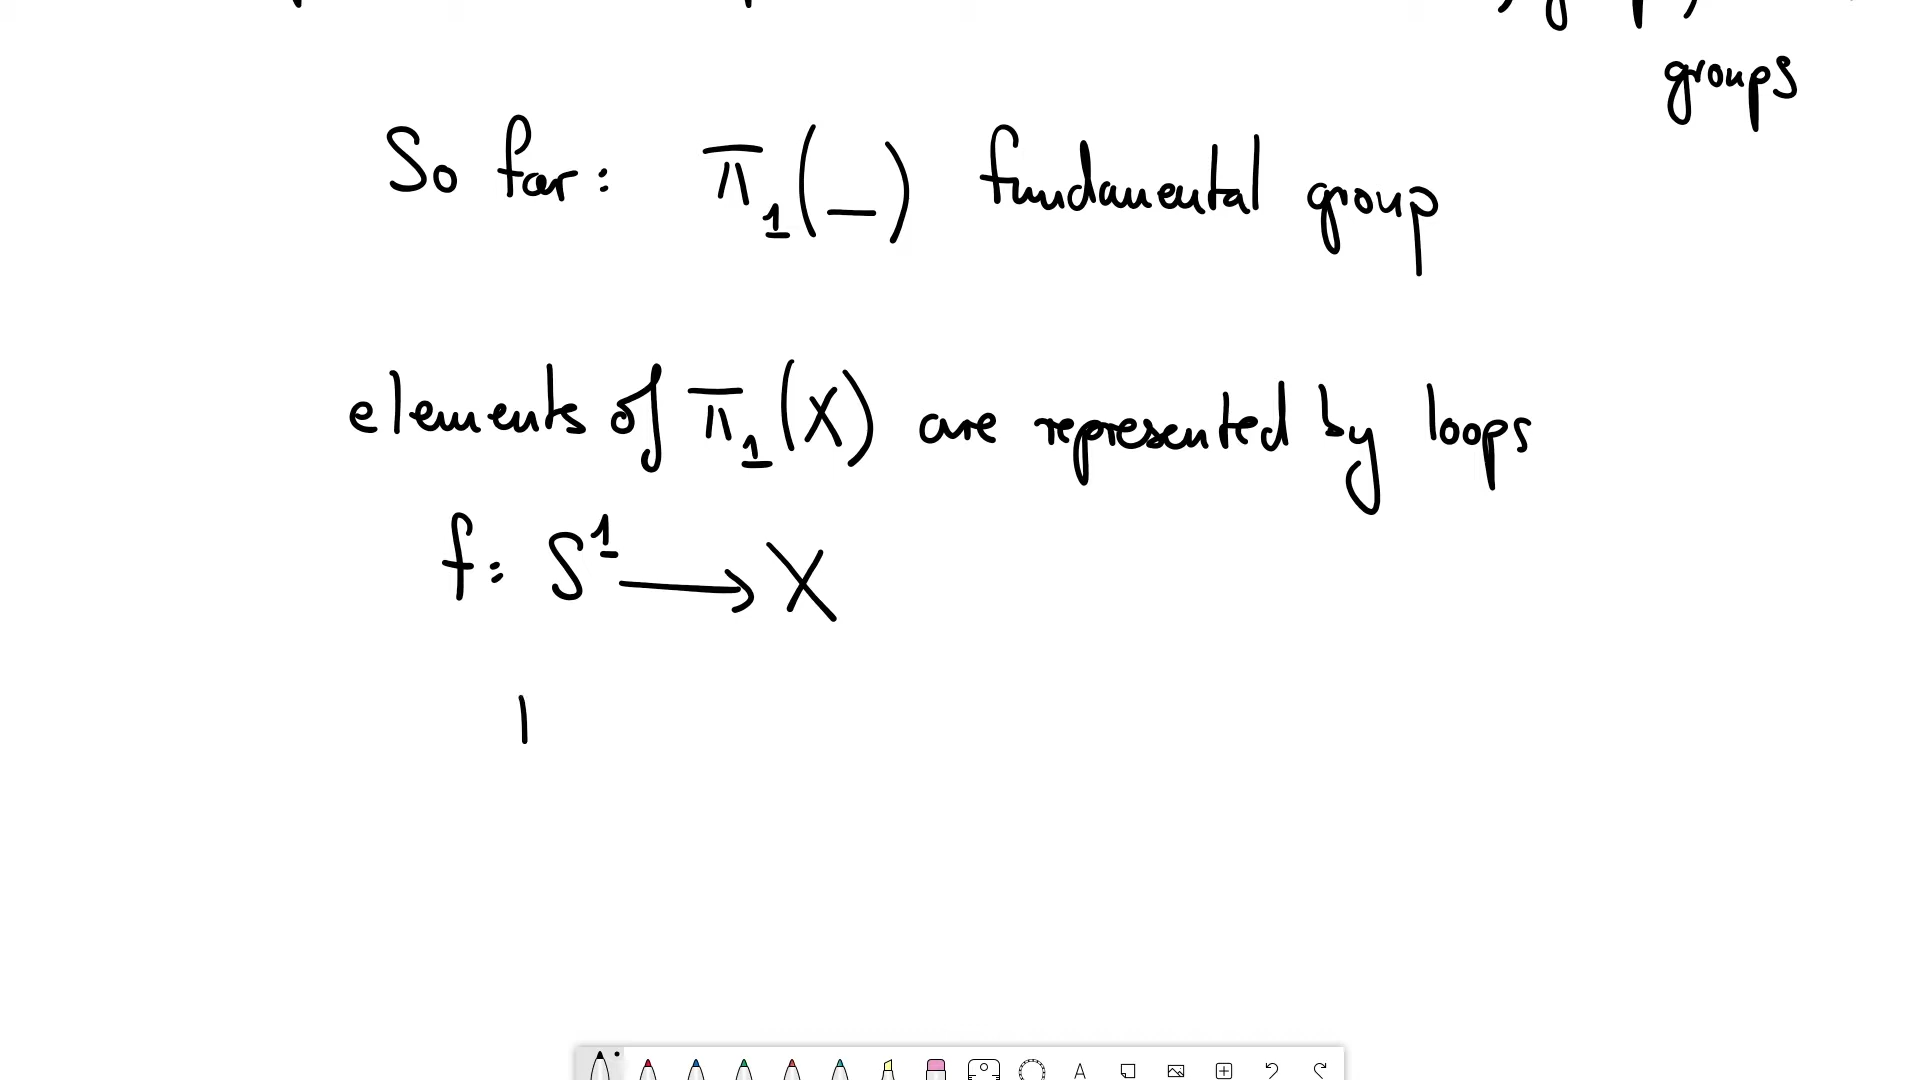 groups
So far: π₁(_) fundamental group
elements of π₁(X) are represented by loops
f: S¹ ⟶ X